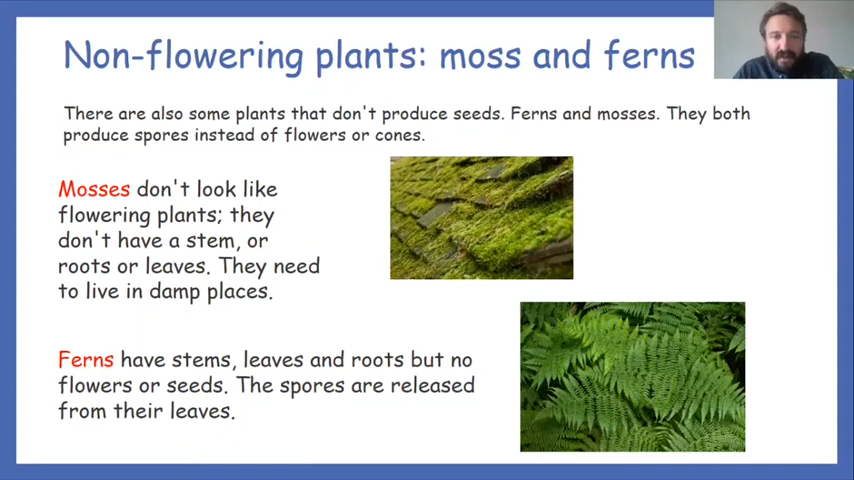 Non-flowering plants: moss and ferns
There are also some plants that don't produce seeds. Ferns and mosses. They both
produce spores instead of flowers or cones.
Mosses don't look like
flowering plants; they
don't have a stem, or
roots or leaves. They need
to live in damp places.
Ferns have stems, leaves and roots but no
flowers or seeds. The spores are released
from their leaves.